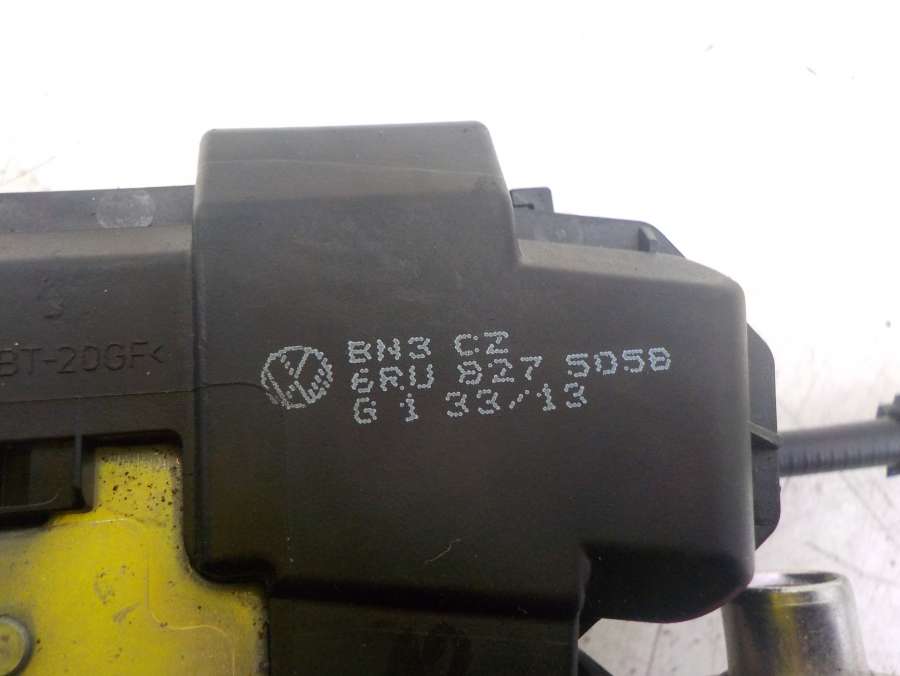 BT-20GF<
BN3 CZ
6RU 827 505B
G 1 33/13